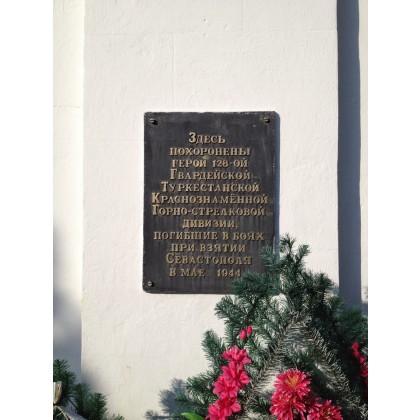 Здесь
похоронены
герои 128-ой
Гвардейской
Туркестанской
Краснознамённой
Горно-стрелковой
дивизии,
погибшие в боях
при взятии
Севастополя
в мае 1944